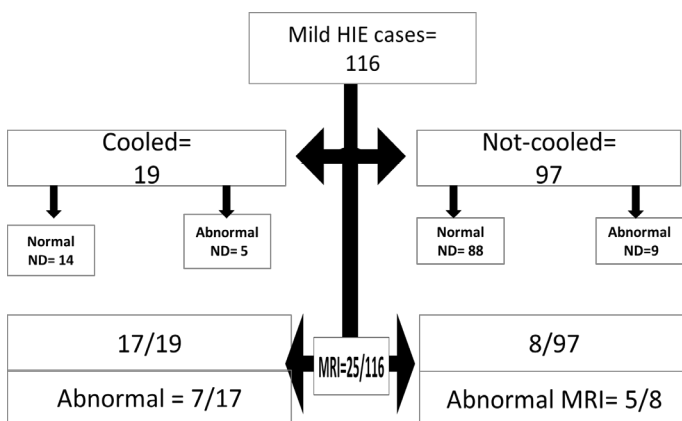 Mild HIE cases=
116
Cooled=
19
Not-cooled=
97
Normal
ND= 14
Abnormal
ND= 5
Normal
ND= 88
Abnormal
ND=9
17/19
MRI=25/116
8/97
Abnormal = 7/17
Abnormal MRI= 5/8